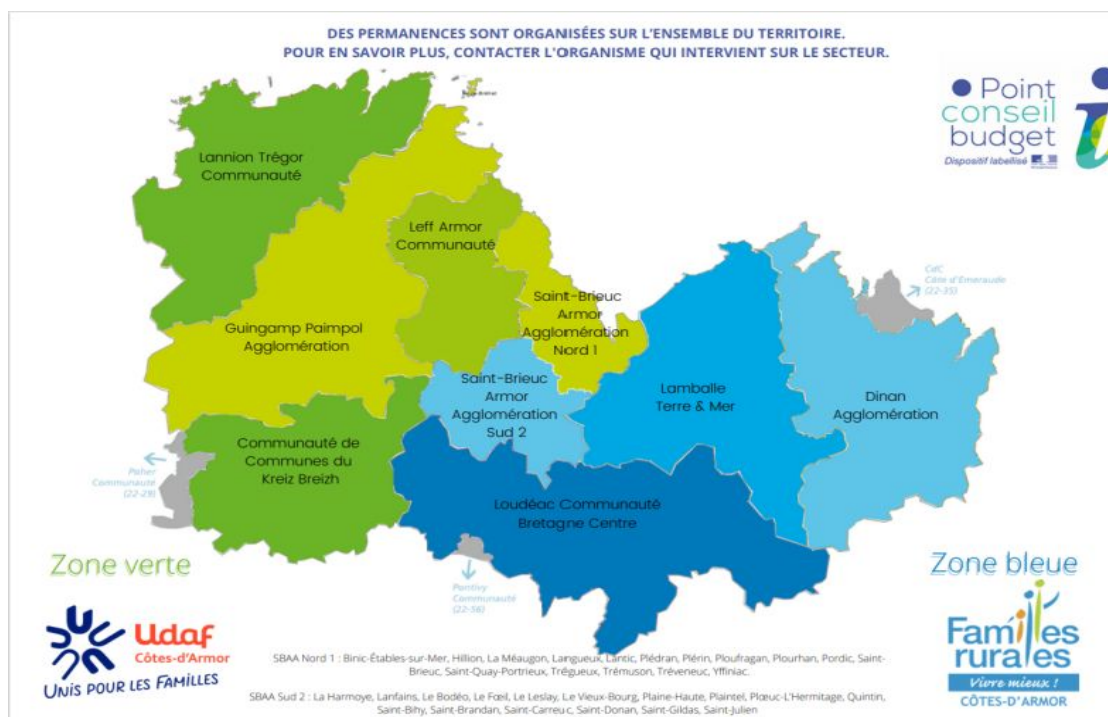 DES PERMANENCES SONT ORGANISÉES SUR L'ENSEMBLE DU TERRITOIRE.
POUR EN SAVOIR PLUS, CONTACTER L'ORGANISME QUI INTERVIENT SUR LE SECTEUR.
Point
conseil
budget
Dispositif labellisé
Lannion Trégor
Communauté
Leff Armor
Communauté
CdC
Côte d'Emeraude
(22-35)
Saint-Brieuc
Armor
Agglomération
Nord 1
Guingamp Paimpol
Agglomération
Saint-Brieuc
Armor
Agglomération
Sud 2
Lamballe
Terre & Mer
Dinan
Agglomération
Communauté de
Communes du
Kreiz Breizh
Poher
Communauté
(22-29)
Loudéac Communauté
Bretagne Centre
Pontivy
Communauté
(22-56)
Zone verte
Zone bleue
Udaf
Côtes-d'Armor
UNIS POUR LES FAMILLES
Familles
rurales
Vivre mieux !
CÔTES-D'ARMOR
SBAA Nord 1 : Binic-Étables-sur-Mer, Hillion, La Méaugon, Langueux, Lantic, Plédran, Plérin, Ploufragan, Plourhan, Pordic, Saint-
Brieuc, Saint-Quay-Portrieux, Trégueux, Trémuson, Tréveneuc, Yffiniac.
SBAA Sud 2 : La Harmoye, Lanfains, Le Bodéo, Le Fœil, Le Leslay, Le Vieux-Bourg, Plaine-Haute, Plaintel, Plœuc-L'Hermitage, Quintin,
Saint-Bihy, Saint-Brandan, Saint-Carreuc, Saint-Donan, Saint-Gildas, Saint-Julien